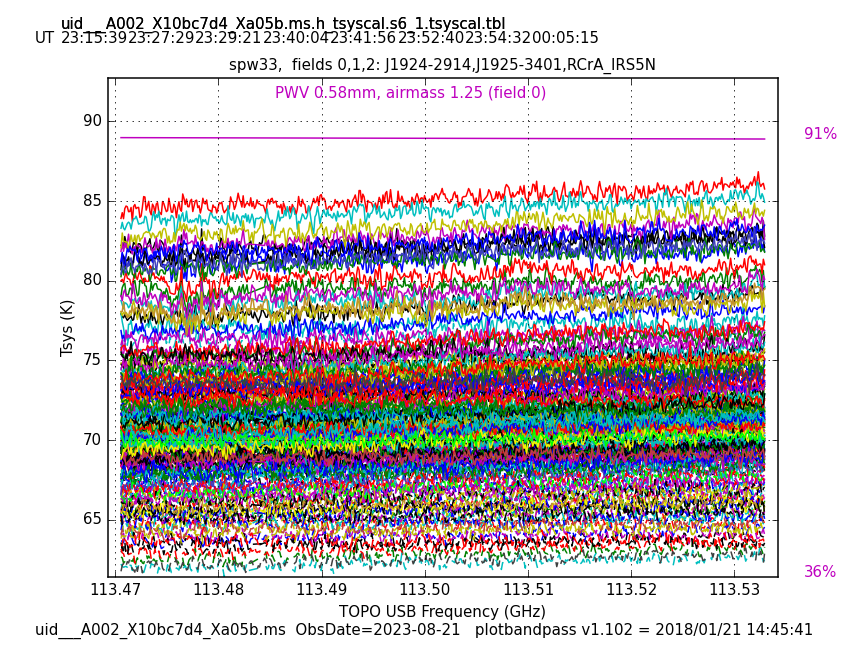 uid___A002_X10bc7d4_Xa05b.ms.h_tsyscal.s6_1.tsyscal.tbl
UT 23:15:39 23:27:29 23:29:21 23:40:04 23:41:56 23:52:40 23:54:32 00:05:15
spw33, fields 0,1,2: J1924-2914,J1925-3401,RCrA_IRS5N
PWV 0.58mm, airmass 1.25 (field 0)
90
91%
85
80
Tsys (K)
75
70
65
36%
113.47 113.48 113.49 113.50 113.51 113.52 113.53
TOPO USB Frequency (GHz)
uid___A002_X10bc7d4_Xa05b.ms ObsDate=2023-08-21 plotbandpass v1.102 = 2018/01/21 14:45:41